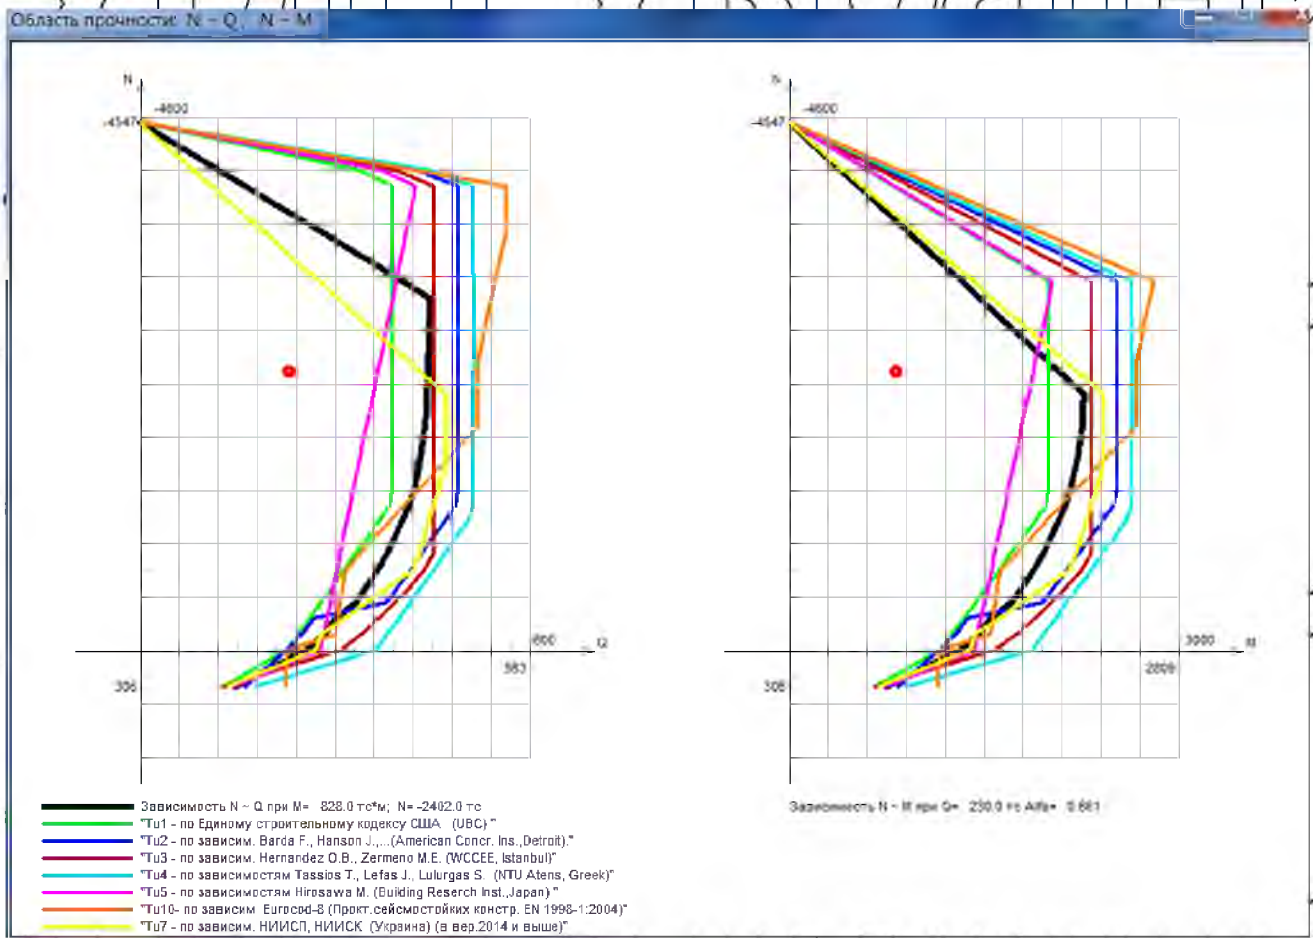 Область прочности: N ~ Q, N ~ M
N
-4600
-4547
600
Q
563
306
N
-4600
-4547
3000
M
2809
306
Зависимость N ~ Q при M= 828.0 тс*м; N= -2402.0 тс
Зависимость N ~ M при Q= 230.0 тс Alfa= 0.661
"Tu1 - по Единому строительному кодексу США (UBC) "
"Tu2 - по зависим. Barda F., Hanson J.,...(American Concr. Ins.,Detroit)."
"Tu3 - по зависим. Hernandez O.B., Zermeno M.E. (WCCEE, Istanbul)"
"Tu4 - по зависимостям Tassios T., Lefas J., Lulurgas S. (NTU Atens, Greek)"
"Tu5 - по зависимостям Hirosawa M. (Building Reserch Inst.,Japan) "
"Tu10- по зависим Eurocod-8 (Прокт.сейсмостойких констр. EN 1998-1:2004)"
"Tu7 - по зависим. НИИСП, НИИСК (Украина) (в вер.2014 и выше)"